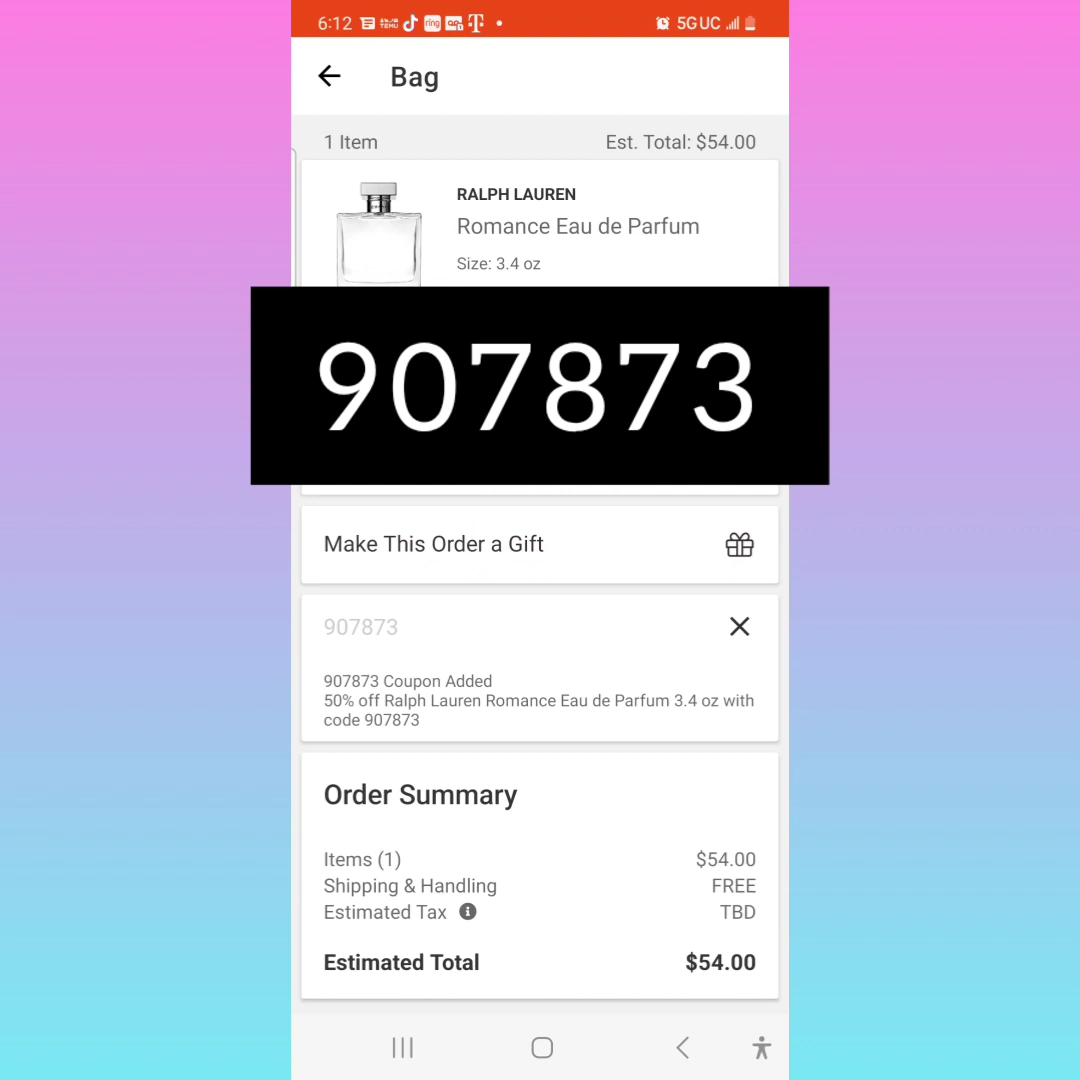 6:12
TEMU
ring
5G UC
Bag
1 Item
Est. Total: $54.00
RALPH LAUREN
Romance Eau de Parfum
Size: 3.4 oz
907873
Make This Order a Gift
907873
907873 Coupon Added
50% off Ralph Lauren Romance Eau de Parfum 3.4 oz with
code 907873
Order Summary
Items (1) $54.00
Shipping & Handling FREE
Estimated Tax TBD
Estimated Total $54.00